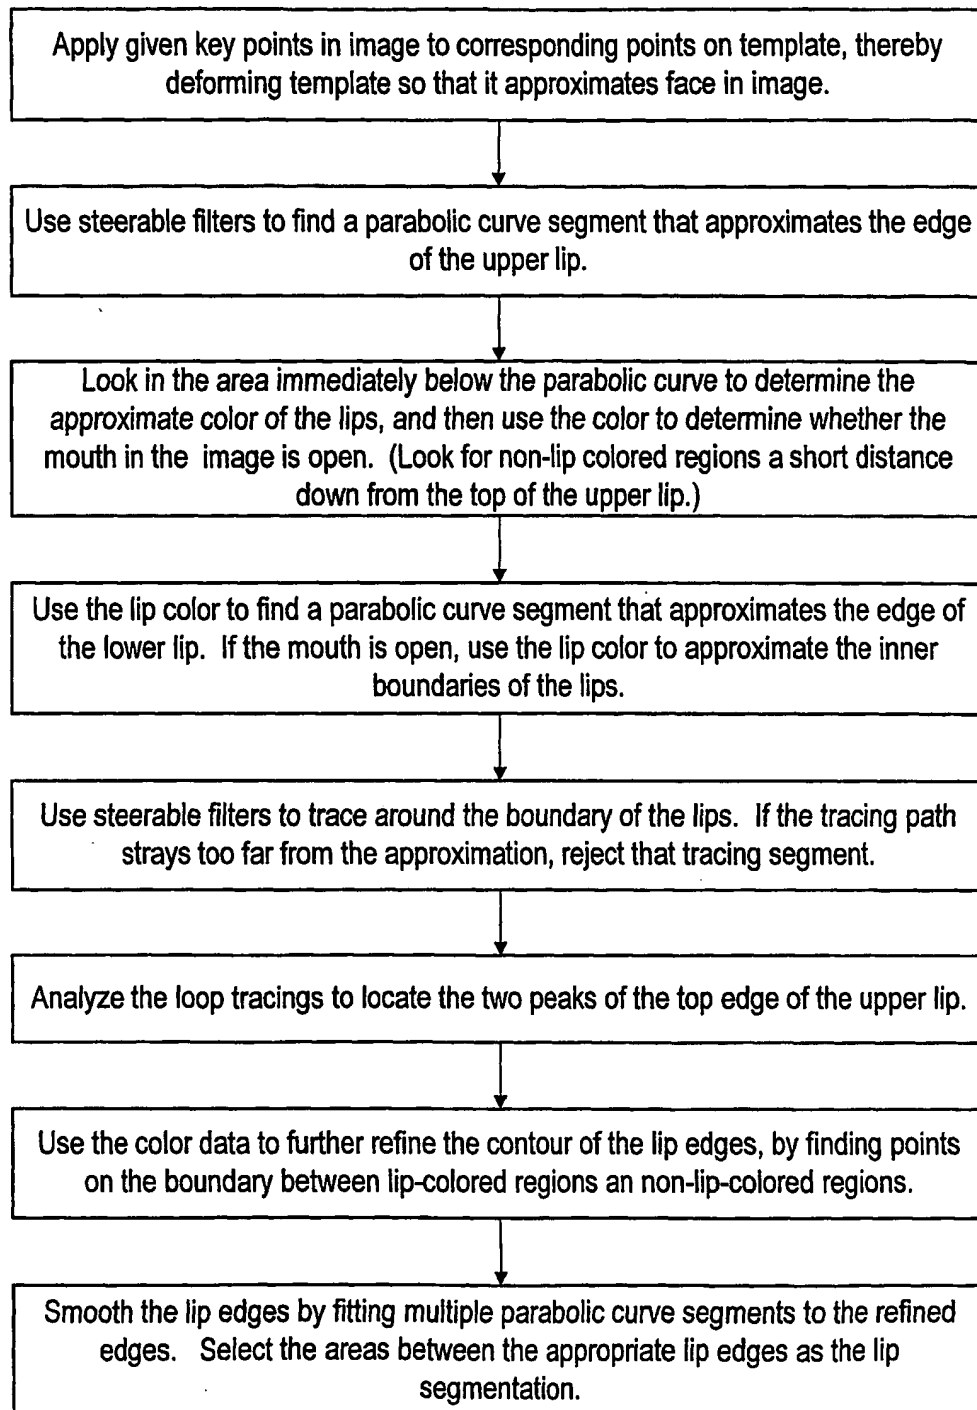 Apply given key points in image to corresponding points on template, thereby
deforming template so that it approximates face in image.
Use steerable filters to find a parabolic curve segment that approximates the edge
of the upper lip.
Look in the area immediately below the parabolic curve to determine the
approximate color of the lips, and then use the color to determine whether the
mouth in the image is open. (Look for non-lip colored regions a short distance
down from the top of the upper lip.)
Use the lip color to find a parabolic curve segment that approximates the edge of
the lower lip. If the mouth is open, use the lip color to approximate the inner
boundaries of the lips.
Use steerable filters to trace around the boundary of the lips. If the tracing path
strays too far from the approximation, reject that tracing segment.
Analyze the loop tracings to locate the two peaks of the top edge of the upper lip.
Use the color data to further refine the contour of the lip edges, by finding points
on the boundary between lip-colored regions an non-lip-colored regions.
Smooth the lip edges by fitting multiple parabolic curve segments to the refined
edges. Select the areas between the appropriate lip edges as the lip
segmentation.